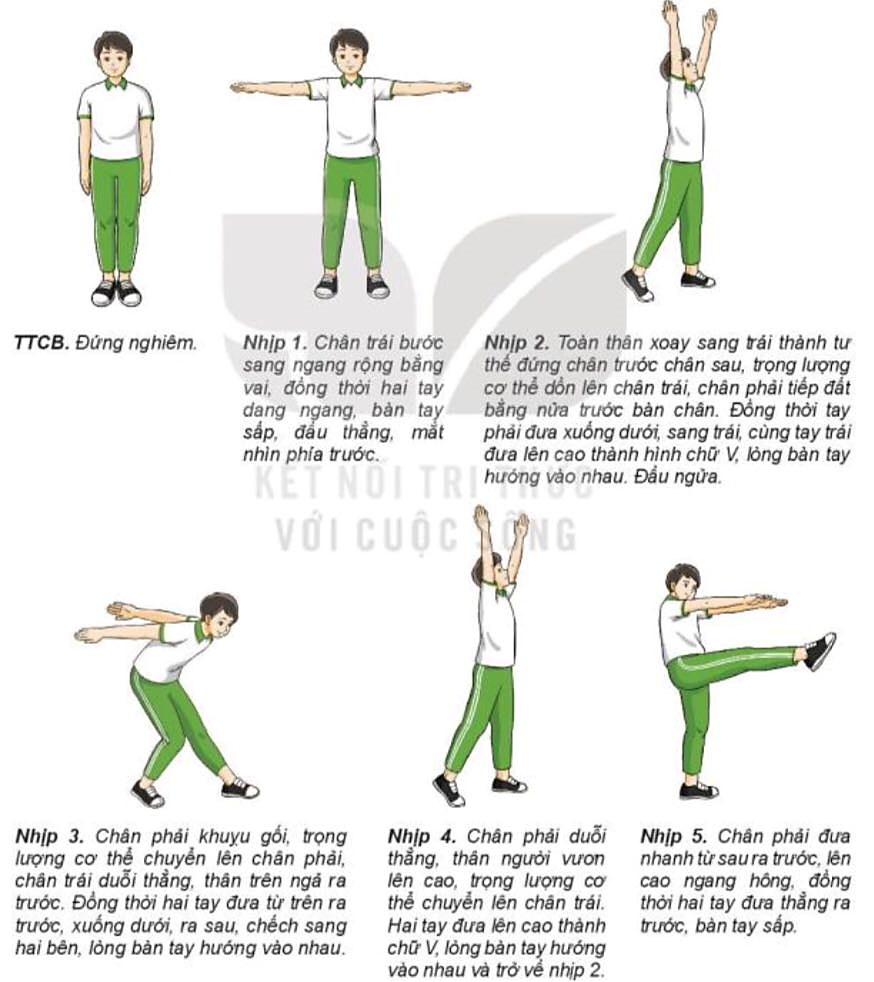 TTCB. Đứng nghiêm.
Nhịp 1. Chân trái bước
sang ngang rộng bằng
vai, đồng thời hai tay
dang ngang, bàn tay
sấp, đầu thẳng, mắt
nhìn phía trước.
Nhịp 2. Toàn thân xoay sang trái thành tư
thế đứng chân trước chân sau, trọng lượng
cơ thể dồn lên chân trái, chân phải tiếp đất
bằng nửa trước bàn chân. Đồng thời tay
phải đưa xuống dưới, sang trái, cùng tay trái
đưa lên cao thành hình chữ V, lòng bàn tay
hướng vào nhau. Đầu ngửa.
KẾT NỐI TRI THỨC
VỚI CUỘC SỐNG
Nhịp 3. Chân phải khuỵu gối, trọng
lượng cơ thể chuyển lên chân phải,
chân trái duỗi thẳng, thân trên ngả ra
trước. Đồng thời hai tay đưa từ trên ra
trước, xuống dưới, ra sau, chếch sang
hai bên, lòng bàn tay hướng vào nhau.
Nhịp 4. Chân phải duỗi
thẳng, thân người vươn
lên cao, trọng lượng cơ
thể chuyển lên chân trái.
Hai tay đưa lên cao thành
chữ V, lòng bàn tay hướng
vào nhau và trở về nhịp 2.
Nhịp 5. Chân phải đưa
nhanh từ sau ra trước, lên
cao ngang hông, đồng
thời hai tay đưa thẳng ra
trước, bàn tay sấp.